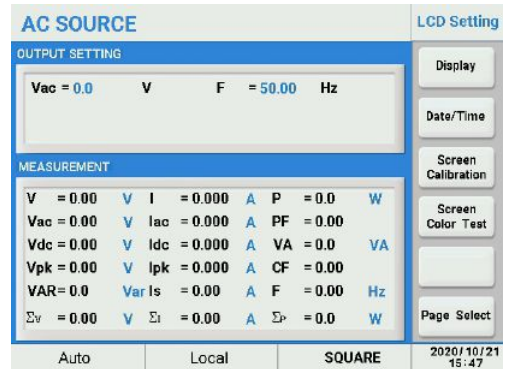 AC SOURCE
LCD Setting
OUTPUT SETTING
Vac = 0.0 V F = 50.00 Hz
MEASUREMENT
V = 0.00 V I = 0.000 A P = 0.0 W
Vac = 0.00 V Iac = 0.000 A PF = 0.00
Vdc = 0.00 V Idc = 0.000 A VA = 0.0 VA
Vpk = 0.00 V Ipk = 0.000 A CF = 0.00
VAR= 0.0 Var Is = 0.00 A F = 0.00 Hz
Σv = 0.00 V Σı = 0.00 A Σᴘ = 0.0 W
Display
Date/Time
Screen
Calibration
Screen
Color Test
Page Select
Auto Local SQUARE
2020/10/21
15:47